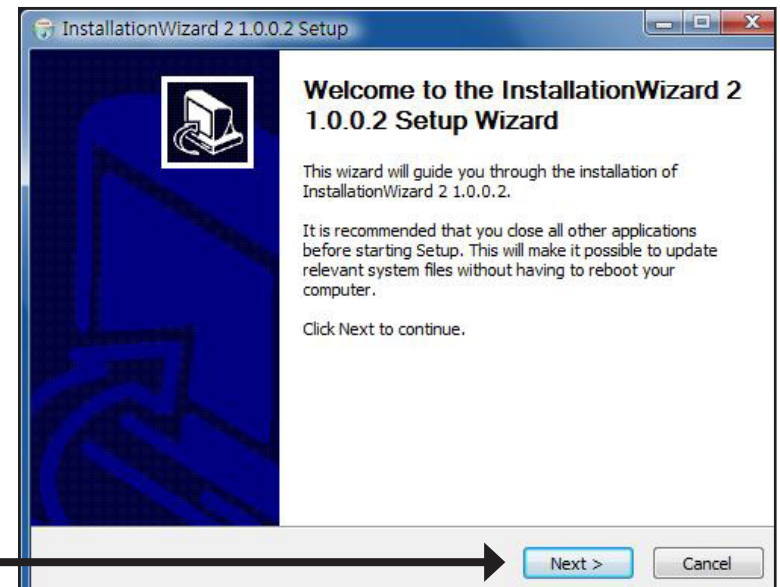 InstallationWizard 2 1.0.0.2 Setup
Welcome to the InstallationWizard 2
1.0.0.2 Setup Wizard
This wizard will guide you through the installation of
InstallationWizard 2 1.0.0.2.
It is recommended that you close all other applications
before starting Setup. This will make it possible to update
relevant system files without having to reboot your
computer.
Click Next to continue.
Next >
Cancel